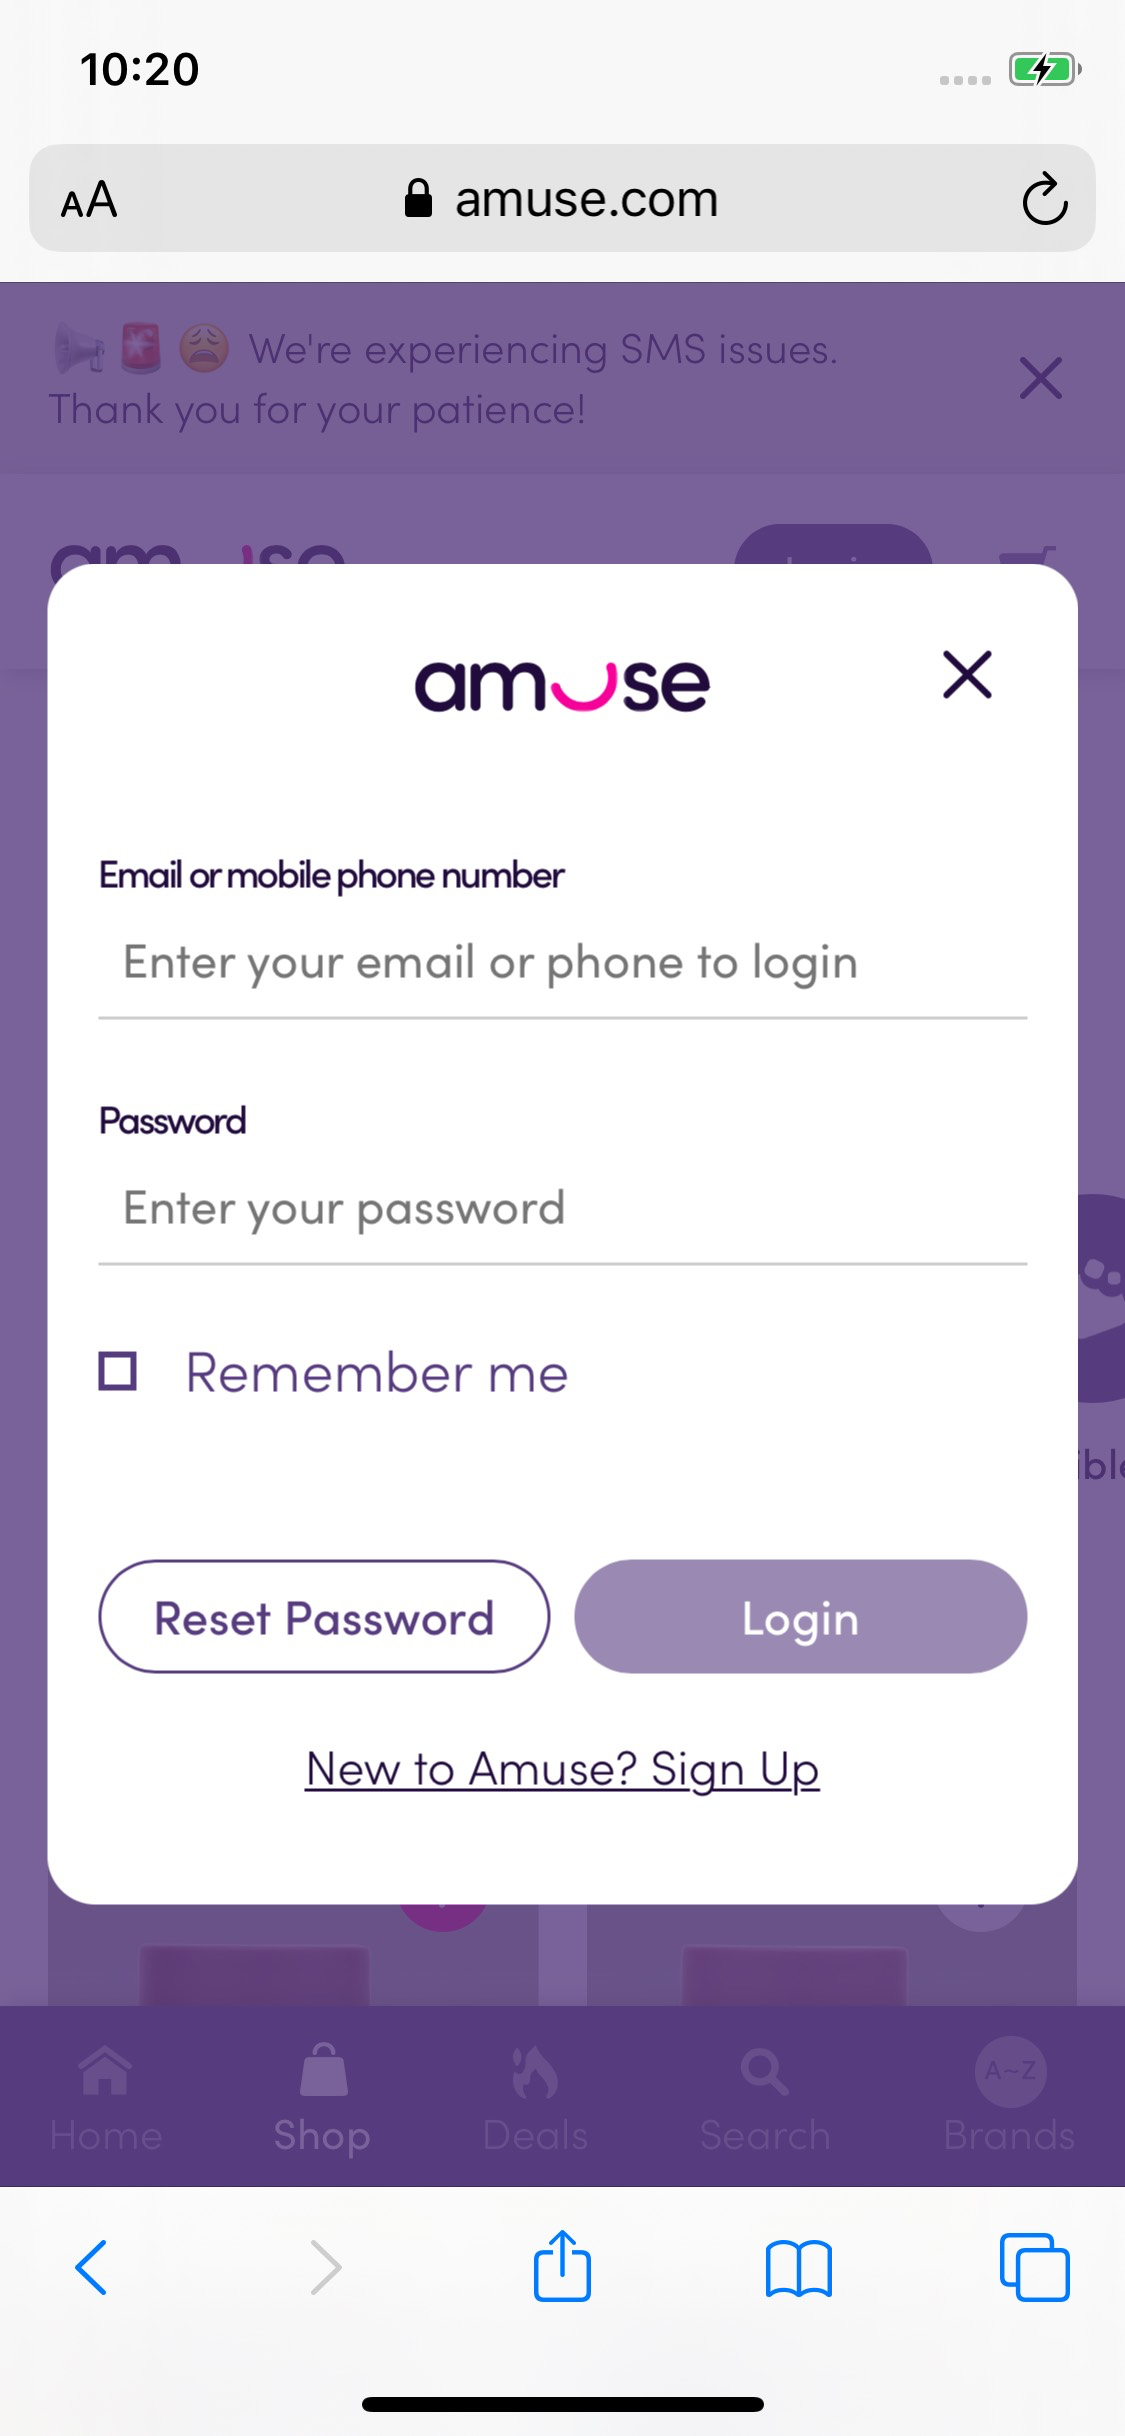 10:20
AA
amuse.com
We're experiencing SMS issues.
Thank you for your patience!
amuse
Email or mobile phone number
Enter your email or phone to login
Password
Enter your password
Remember me
Reset Password
Login
New to Amuse? Sign Up
A~Z
Home
Shop
Deals
Search
Brands